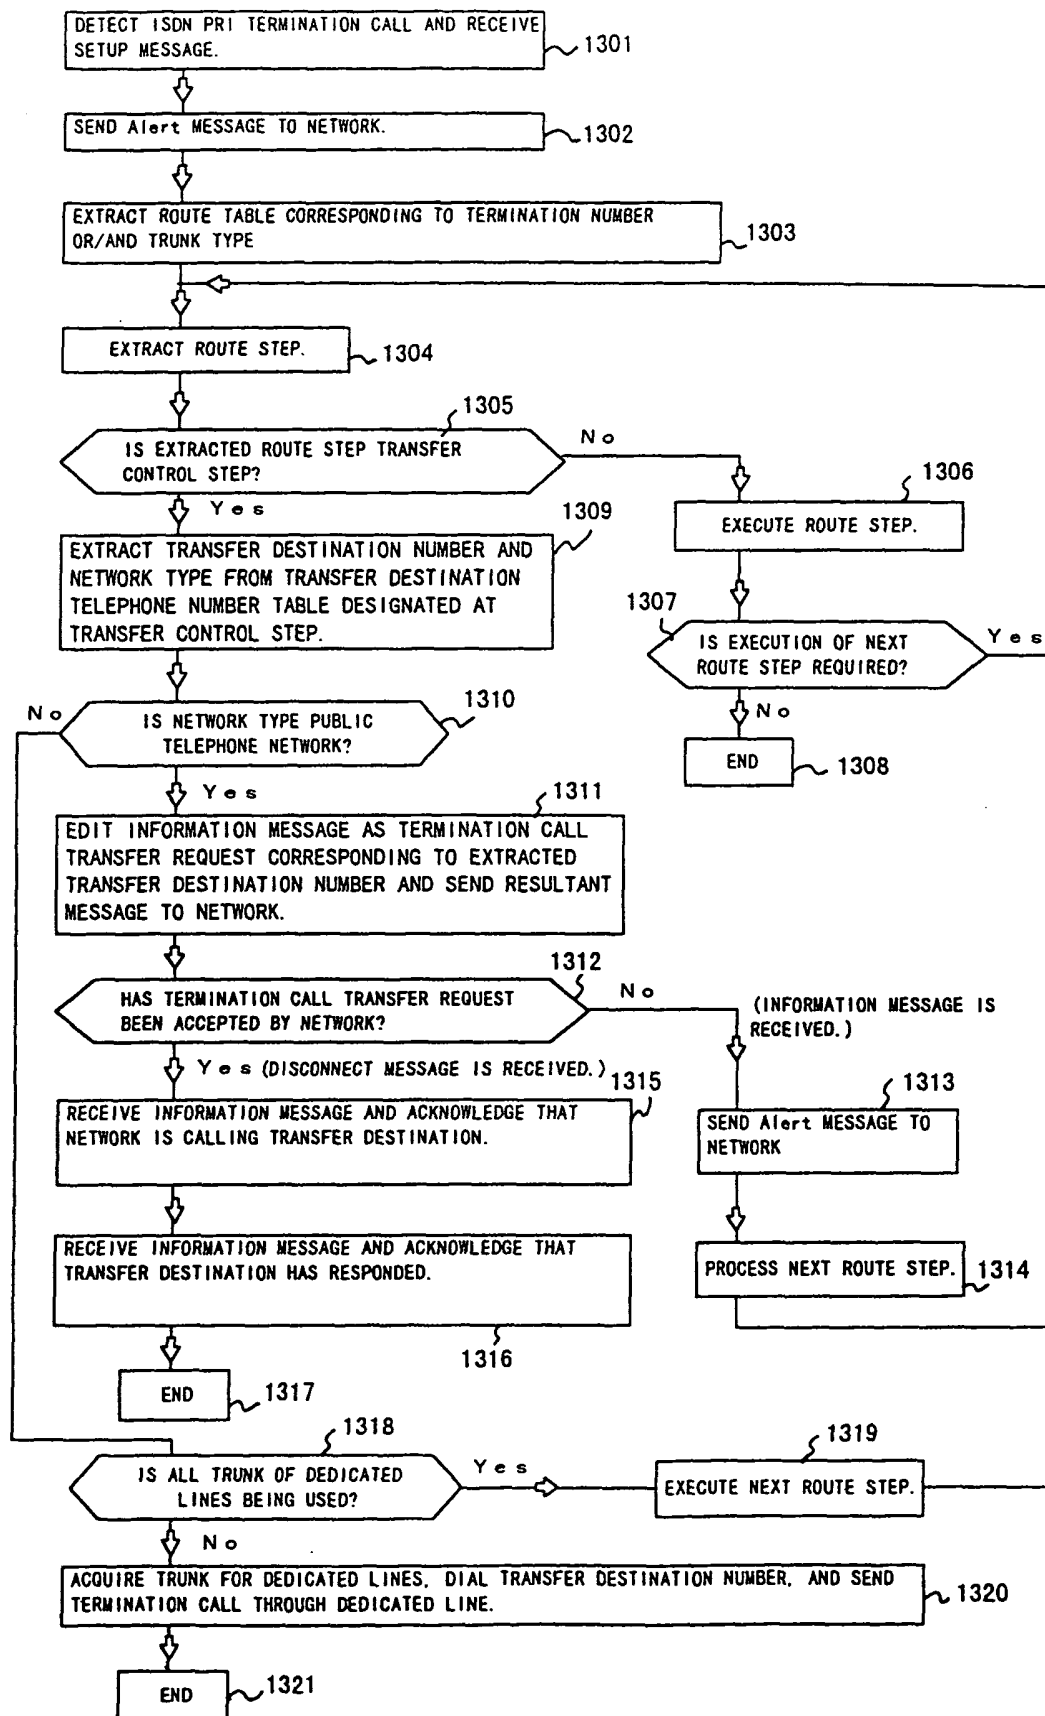 DETECT ISDN PRI TERMINATION CALL AND RECEIVE
SETUP MESSAGE.
1301
SEND Alert MESSAGE TO NETWORK.
1302
EXTRACT ROUTE TABLE CORRESPONDING TO TERMINATION NUMBER
OR/AND TRUNK TYPE
1303
EXTRACT ROUTE STEP.
1304
1305
IS EXTRACTED ROUTE STEP TRANSFER
CONTROL STEP?
No
Yes
1306
EXECUTE ROUTE STEP.
1307
IS EXECUTION OF NEXT
ROUTE STEP REQUIRED?
Yes
No
END
1308
1309
EXTRACT TRANSFER DESTINATION NUMBER AND
NETWORK TYPE FROM TRANSFER DESTINATION
TELEPHONE NUMBER TABLE DESIGNATED AT
TRANSFER CONTROL STEP.
No
IS NETWORK TYPE PUBLIC
TELEPHONE NETWORK?
1310
Yes
1311
EDIT INFORMATION MESSAGE AS TERMINATION CALL
TRANSFER REQUEST CORRESPONDING TO EXTRACTED
TRANSFER DESTINATION NUMBER AND SEND RESULTANT
MESSAGE TO NETWORK.
1312
HAS TERMINATION CALL TRANSFER REQUEST
BEEN ACCEPTED BY NETWORK?
No
(INFORMATION MESSAGE IS
RECEIVED.)
Yes (DISCONNECT MESSAGE IS RECEIVED.)
1313
SEND Alert MESSAGE TO
NETWORK
PROCESS NEXT ROUTE STEP.
1314
1315
RECEIVE INFORMATION MESSAGE AND ACKNOWLEDGE THAT
NETWORK IS CALLING TRANSFER DESTINATION.
RECEIVE INFORMATION MESSAGE AND ACKNOWLEDGE THAT
TRANSFER DESTINATION HAS RESPONDED.
1316
END
1317
1318
IS ALL TRUNK OF DEDICATED
LINES BEING USED?
Yes
1319
EXECUTE NEXT ROUTE STEP.
No
ACQUIRE TRUNK FOR DEDICATED LINES, DIAL TRANSFER DESTINATION NUMBER, AND SEND
TERMINATION CALL THROUGH DEDICATED LINE.
1320
END
1321